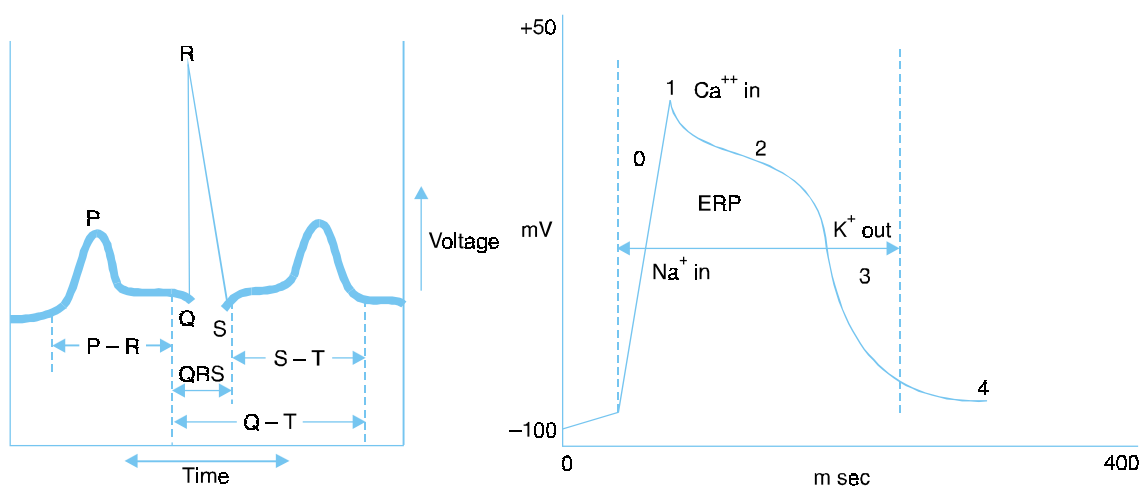 R
P
Q
S
P – R
S – T
QRS
Q – T
Time
Voltage
+50
mV
–100
0
1
Ca++ in
2
ERP
K+ out
Na+ in
3
4
0
400
m sec